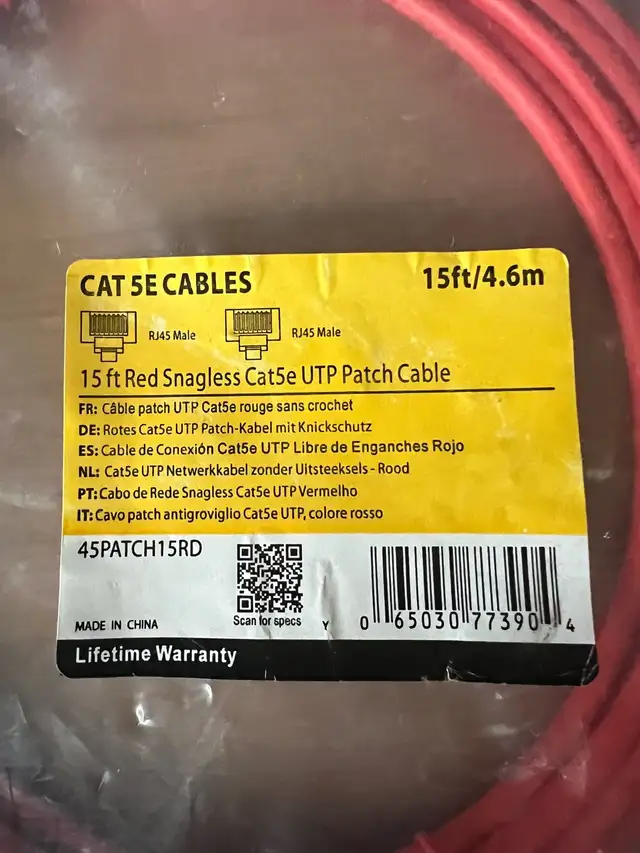 CAT 5E CABLES 15ft/4.6m
RJ45 Male RJ45 Male
15 ft Red Snagless Cat5e UTP Patch Cable
FR: Câble patch UTP Cat5e rouge sans crochet
DE: Rotes Cat5e UTP Patch-Kabel mit Knickschutz
ES: Cable de Conexión Cat5e UTP Libre de Enganches Rojo
NL: Cat5e UTP Netwerkkabel zonder Uitsteeksels - Rood
PT: Cabo de Rede Snagless Cat5e UTP Vermelho
IT: Cavo patch antigroviglio Cat5e UTP, colore rosso
45PATCH15RD
MADE IN CHINA Scan for specs Y 0 65030 77390 4
Lifetime Warranty